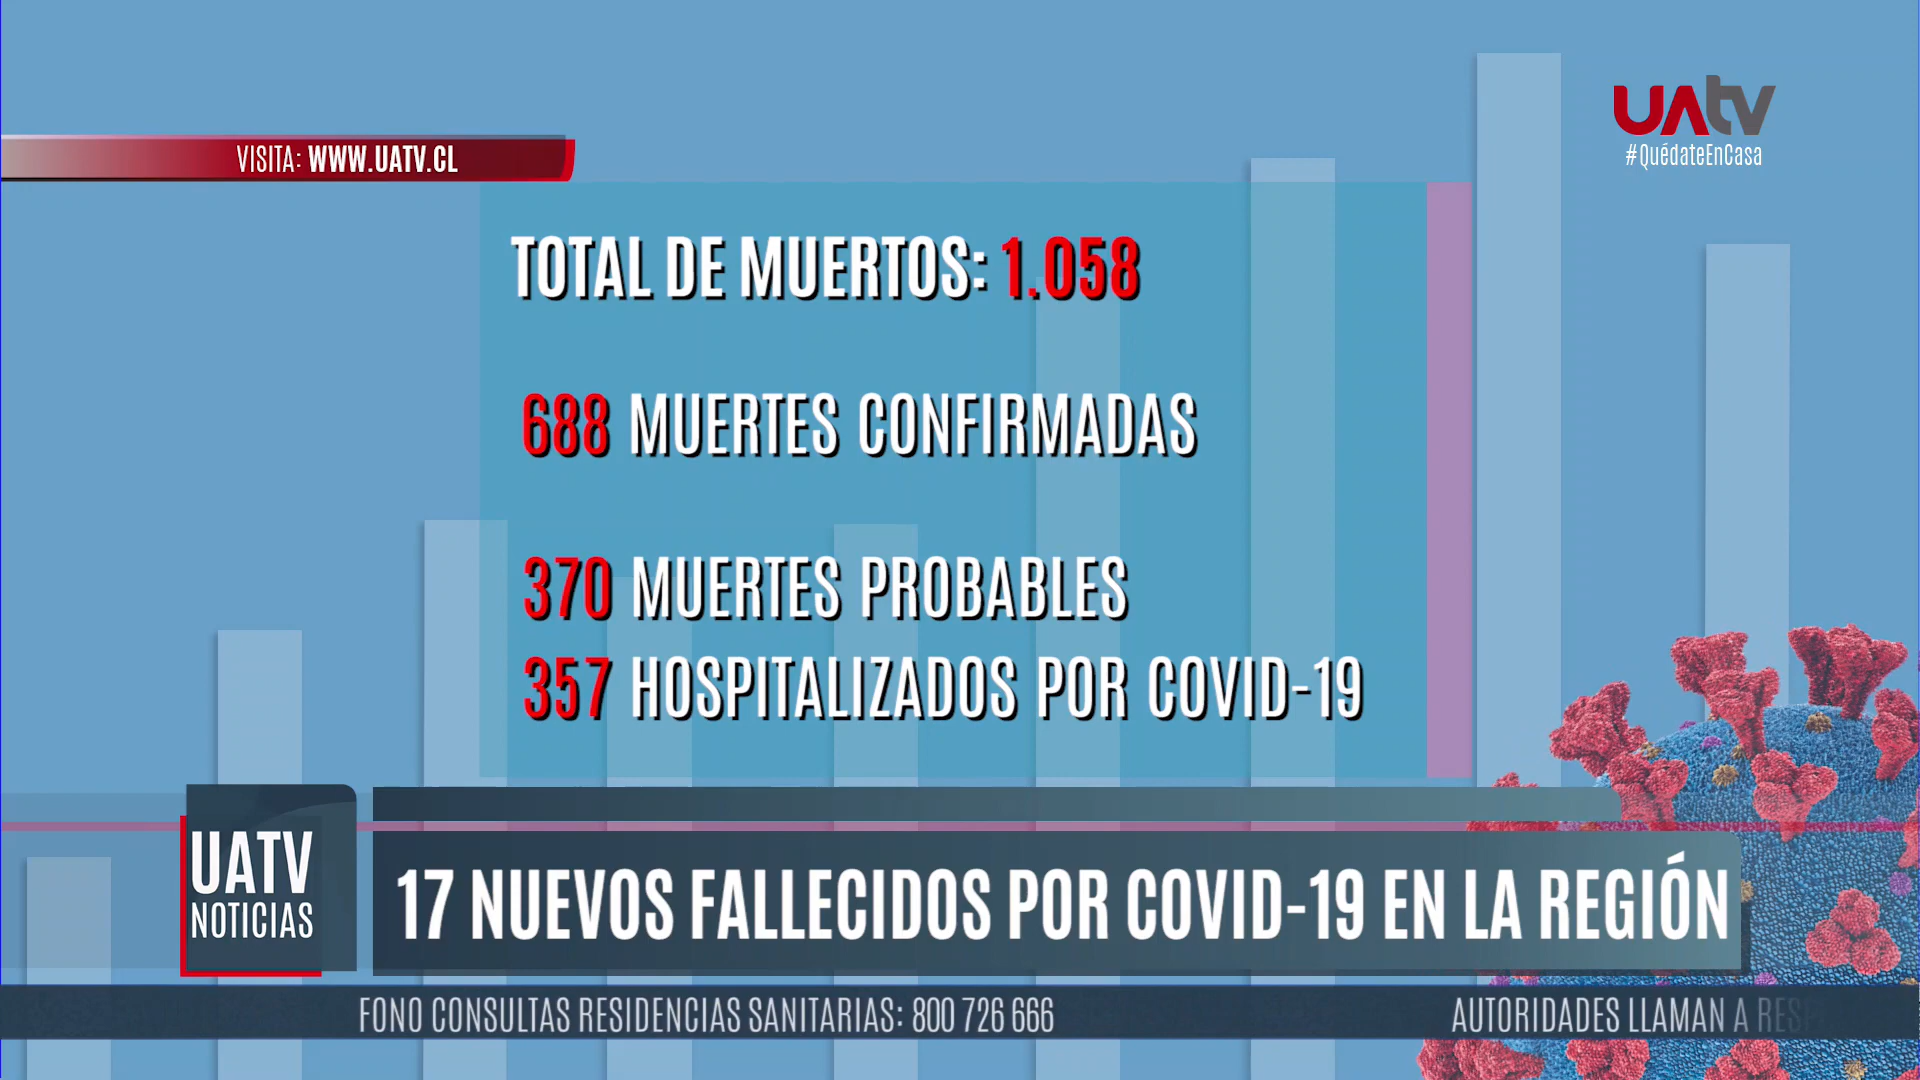 UATV
#QuédateEnCasa
VISITA: WWW.UATV.CL
TOTAL DE MUERTOS: 1.058
688 MUERTES CONFIRMADAS
370 MUERTES PROBABLES
357 HOSPITALIZADOS POR COVID-19
UATV
NOTICIAS
17 NUEVOS FALLECIDOS POR COVID-19 EN LA REGIÓN
FONO CONSULTAS RESIDENCIAS SANITARIAS: 800 726 666
AUTORIDADES LLAMAN A